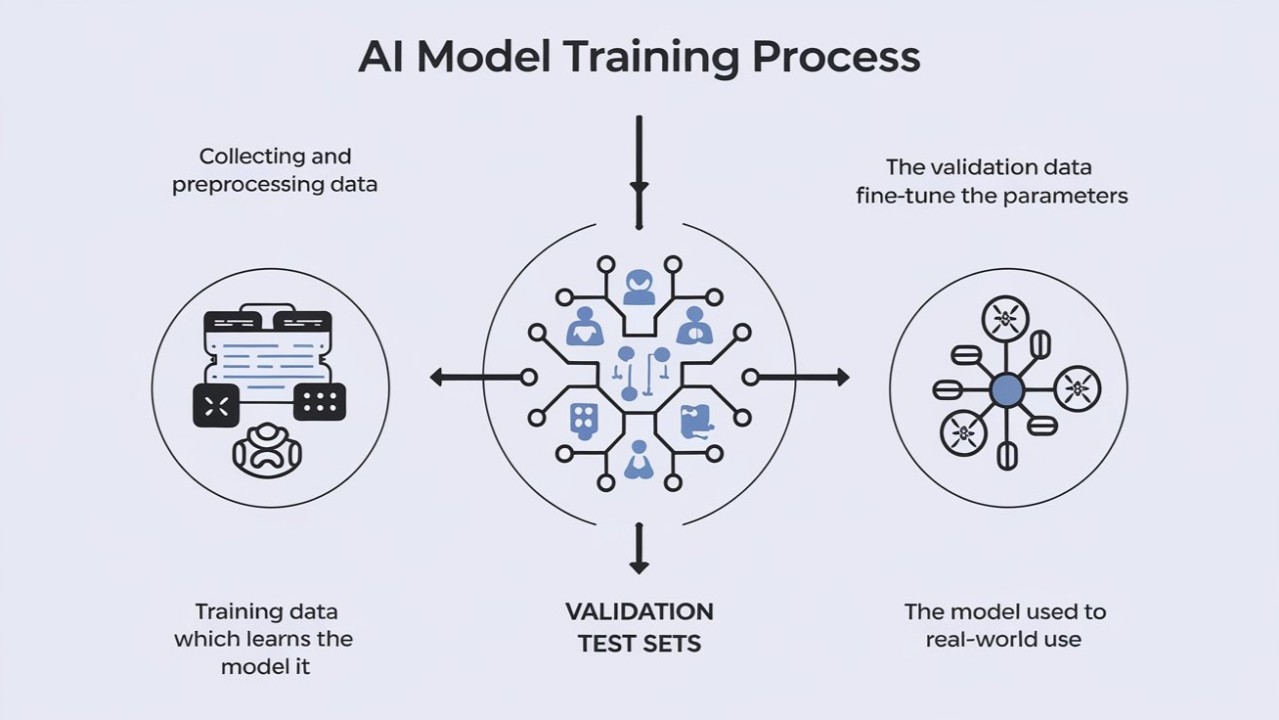 AI Model Training Process
Collecting and
preprocessing data
The validation data
fine-tune the parameters
Training data
which learns the
model it
VALIDATION
TEST SETS
The model used to
real-world use